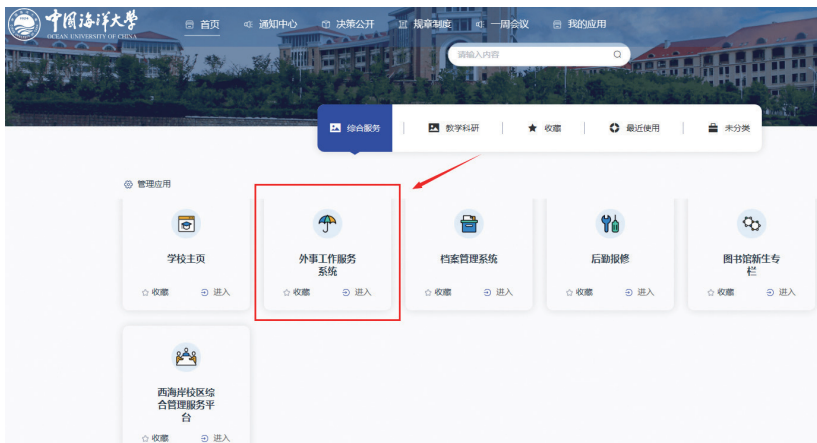 中国海洋大学
OCEAN UNIVERSITY OF CHINA
首页 通知中心 决策公开 规章制度 一周会议 我的应用
请输入内容
综合服务 教学科研 收藏 最近使用 未分类
管理应用
学校主页
收藏 进入
外事工作服务
系统
收藏 进入
档案管理系统
收藏 进入
后勤报修
收藏 进入
图书馆新生专
栏
收藏 进入
西海岸校区综
合管理服务平
台
收藏 进入